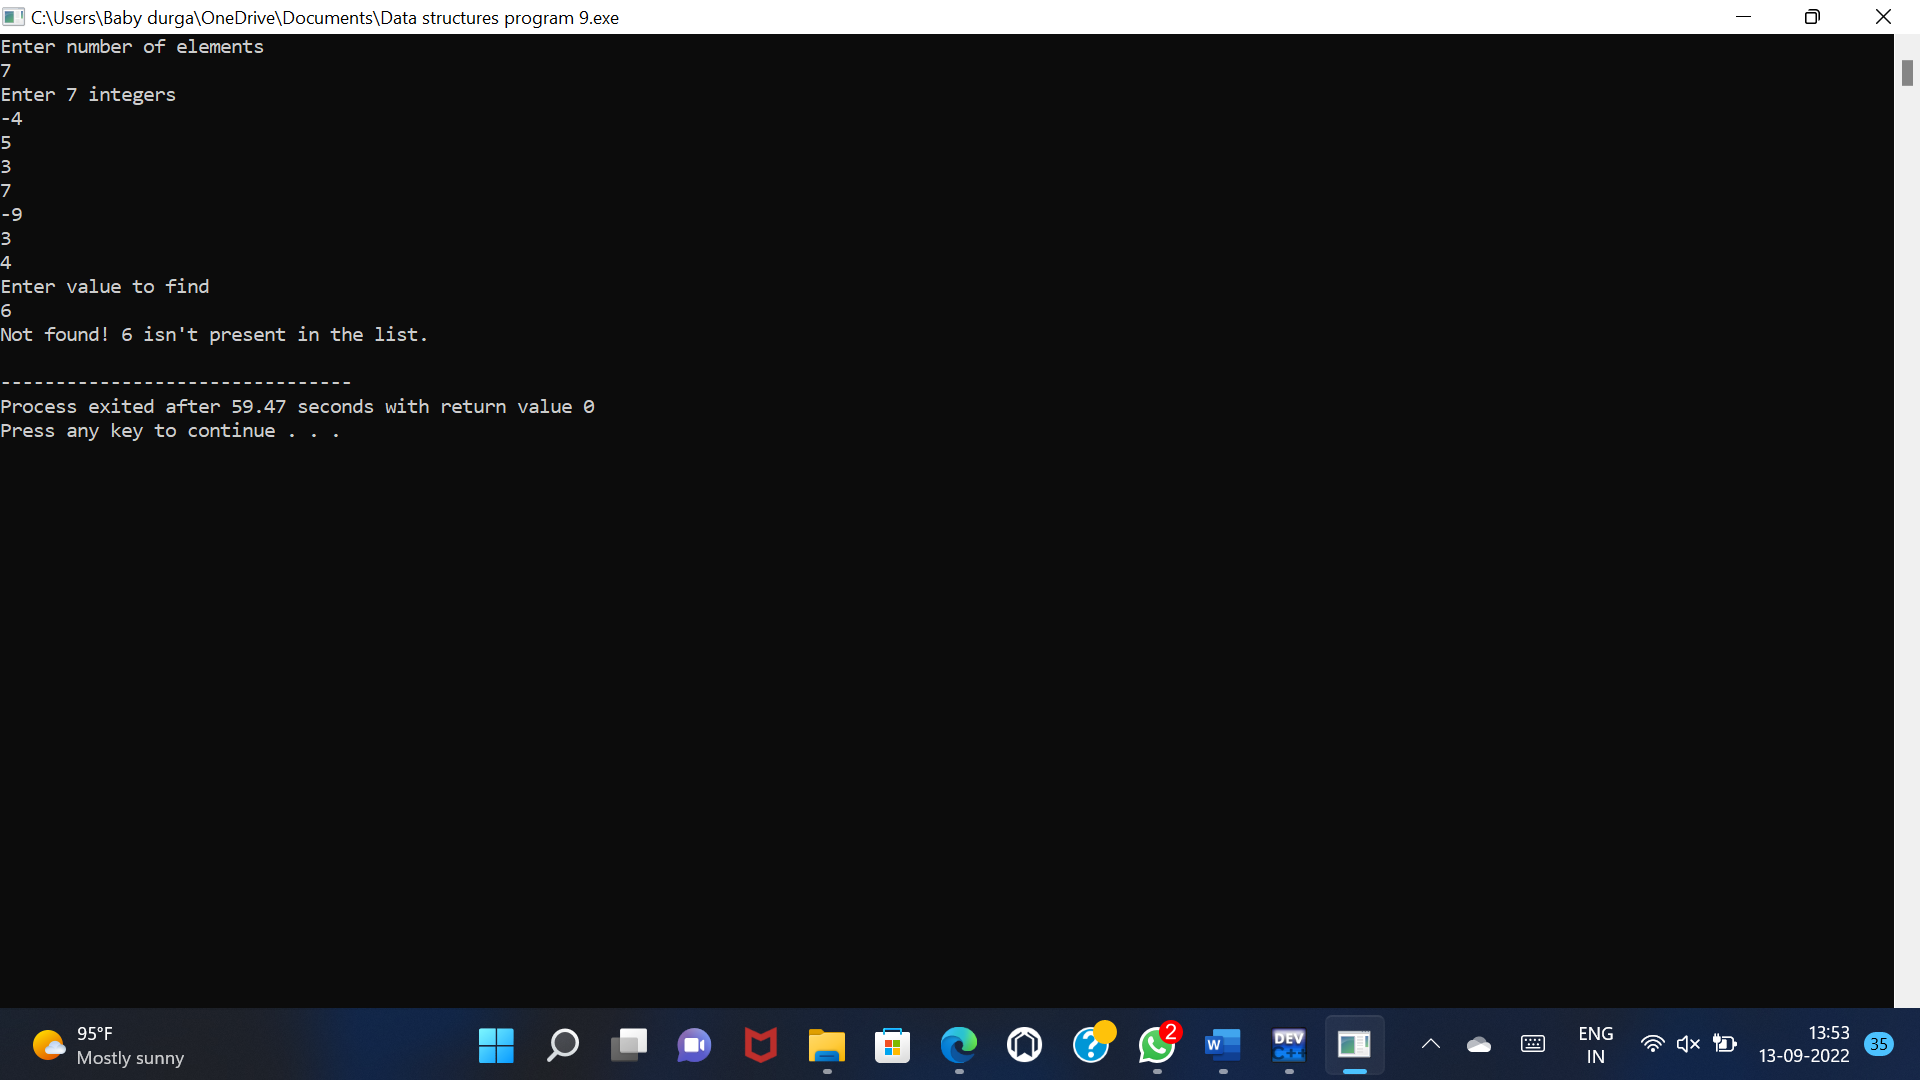 C:\Users\Baby durga\OneDrive\Documents\Data structures program 9.exe
Enter number of elements
7
Enter 7 integers
-4
5
3
7
-9
3
4
Enter value to find
6
Not found! 6 isn't present in the list.
--------------------------------
Process exited after 59.47 seconds with return value 0
Press any key to continue . . .
95°F
Mostly sunny
2
W
DEV
C++
ENG
IN
13:53
13-09-2022
35